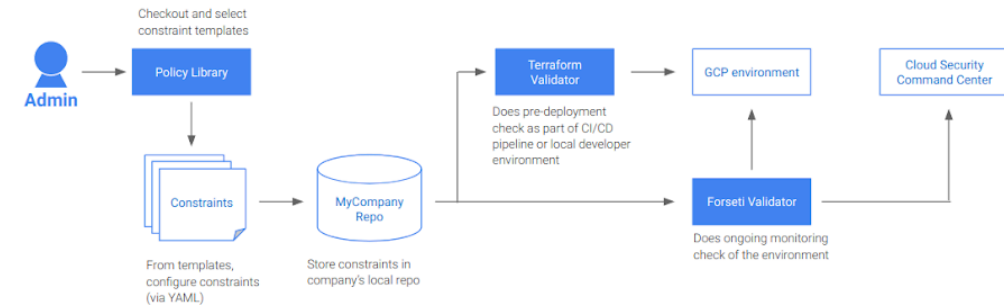 Checkout and select
constraint templates
Admin
Policy Library
Constraints
From templates,
configure constraints
(via YAML)
MyCompany
Repo
Store constraints in
company's local repo
Terraform
Validator
Does pre-deployment
check as part of CI/CD
pipeline or local developer
environment
GCP environment
Cloud Security
Command Center
Forseti Validator
Does ongoing monitoring
check of the environment